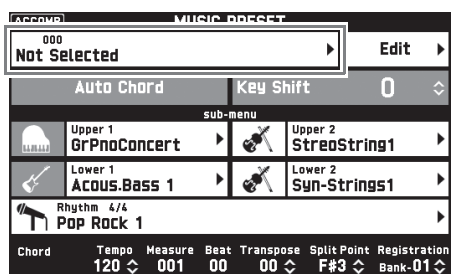 ACCOMP MUSIC PRESET
000
Not Selected
Edit
Auto Chord Key Shift 0
sub-menu
Upper 1 Upper 2
GrPnoConcert StreoString1
Lower 1 Lower 2
Acous.Bass 1 Syn-Strings1
Rhythm 4/4
Pop Rock 1
Chord Tempo Measure Beat Transpose Split Point Registration
120 001 00 00 F#3 Bank-01